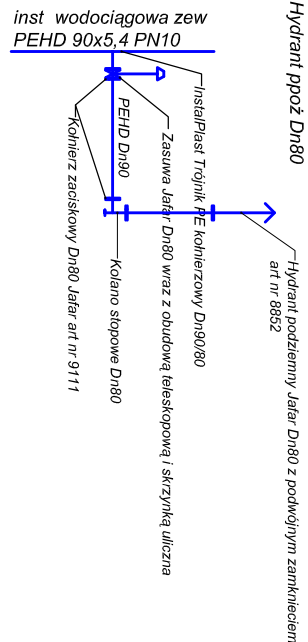 inst wodociągowa zew
PEHD 90x5,4 PN10
Hydrant ppoż Dn80
Hydrant podziemny Jafar Dn80 z podwójnym zamknięciem
art nr 8852
InstalPlast Trójnik PE kołnierzowy Dn90/80
Zasuwa Jafar Dn80 wraz z obudową teleskopową i skrzynką uliczna
PEHD Dn90
Kolano stopowe Dn80
Kołnierz zaciskowy Dn80 Jafar art nr 9111